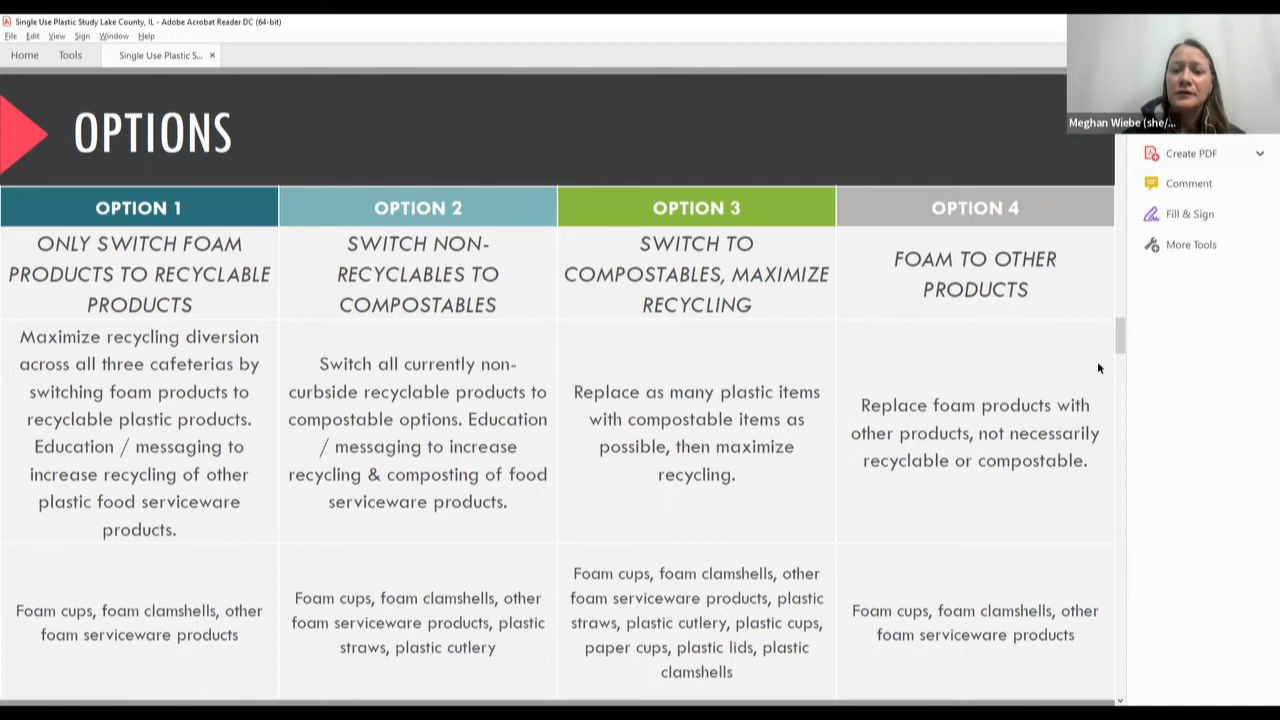 Single Use Plastic Study Lake County, IL - Adobe Acrobat Reader DC (64-bit)
File Edit View Sign Window Help
Home Tools Single Use Plastic S... ×
Meghan Wiebe (she/...
Create PDF
Comment
Fill & Sign
More Tools
OPTIONS
OPTION 1
ONLY SWITCH FOAM
PRODUCTS TO RECYCLABLE
PRODUCTS
Maximize recycling diversion
across all three cafeterias by
switching foam products to
recyclable plastic products.
Education / messaging to
increase recycling of other
plastic food serviceware
products.
Foam cups, foam clamshells, other
foam serviceware products
OPTION 2
SWITCH NON-
RECYCLABLES TO
COMPOSTABLES
Switch all currently non-
curbside recyclable products to
compostable options. Education
/ messaging to increase
recycling & composting of food
serviceware products.
Foam cups, foam clamshells, other
foam serviceware products, plastic
straws, plastic cutlery
OPTION 3
SWITCH TO
COMPOSTABLES, MAXIMIZE
RECYCLING
Replace as many plastic items
with compostable items as
possible, then maximize
recycling.
Foam cups, foam clamshells, other
foam serviceware products, plastic
straws, plastic cutlery, plastic cups,
paper cups, plastic lids, plastic
clamshells
OPTION 4
FOAM TO OTHER
PRODUCTS
Replace foam products with
other products, not necessarily
recyclable or compostable.
Foam cups, foam clamshells, other
foam serviceware products